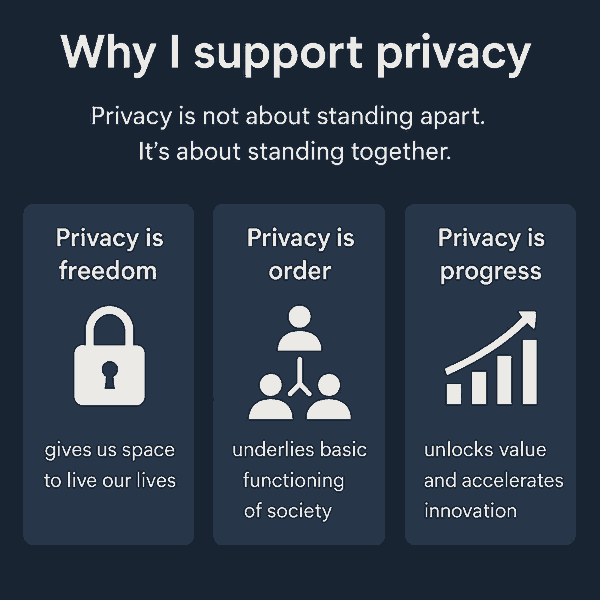 Why I support privacy
Privacy is not about standing apart.
It's about standing together.
Privacy is
freedom
gives us space
to live our lives
Privacy is
order
underlies basic
functioning
of society
Privacy is
progress
unlocks value
and accelerates
innovation